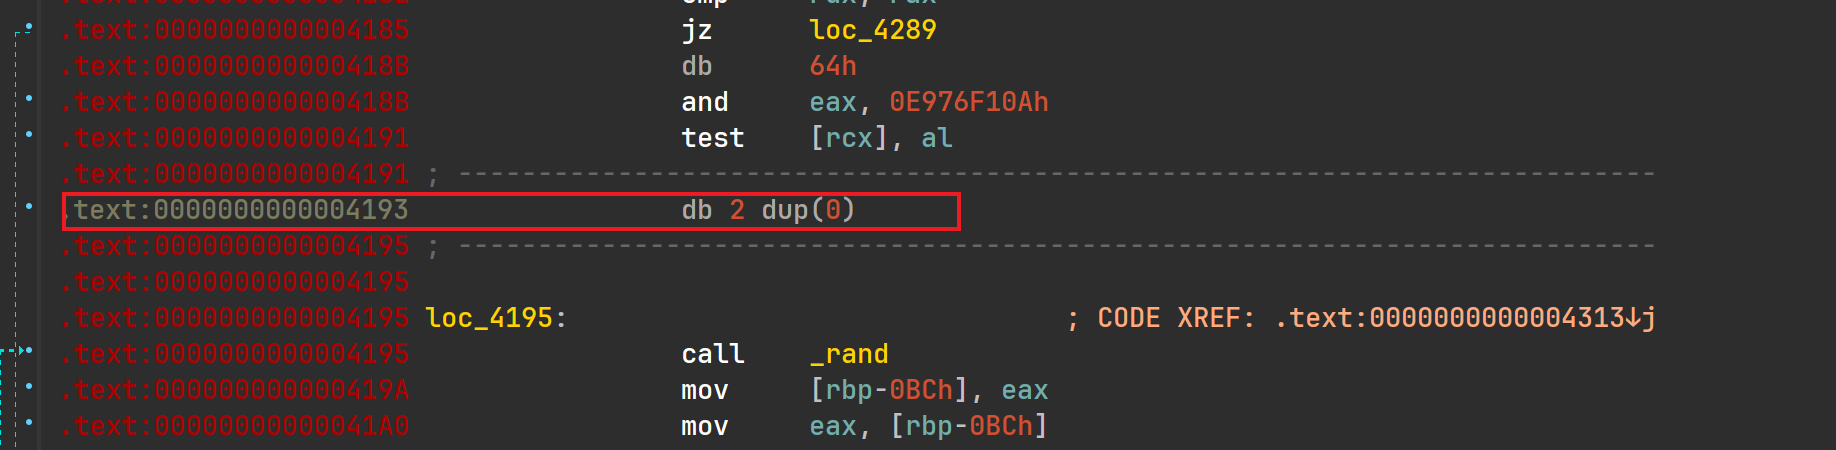 .text:0000000000004185 jz loc_4289
.text:000000000000418B db 64h
.text:000000000000418B and eax, 0E976F10Ah
.text:0000000000004191 test [rcx], al
.text:0000000000004191 ; ---------------------------------------------------------------------------
.text:0000000000004193 db 2 dup(0)
.text:0000000000004195 ; ---------------------------------------------------------------------------
.text:0000000000004195
.text:0000000000004195 loc_4195: ; CODE XREF: .text:0000000000004313↓j
.text:0000000000004195 call _rand
.text:000000000000419A mov [rbp-0BCh], eax
.text:00000000000041A0 mov eax, [rbp-0BCh]